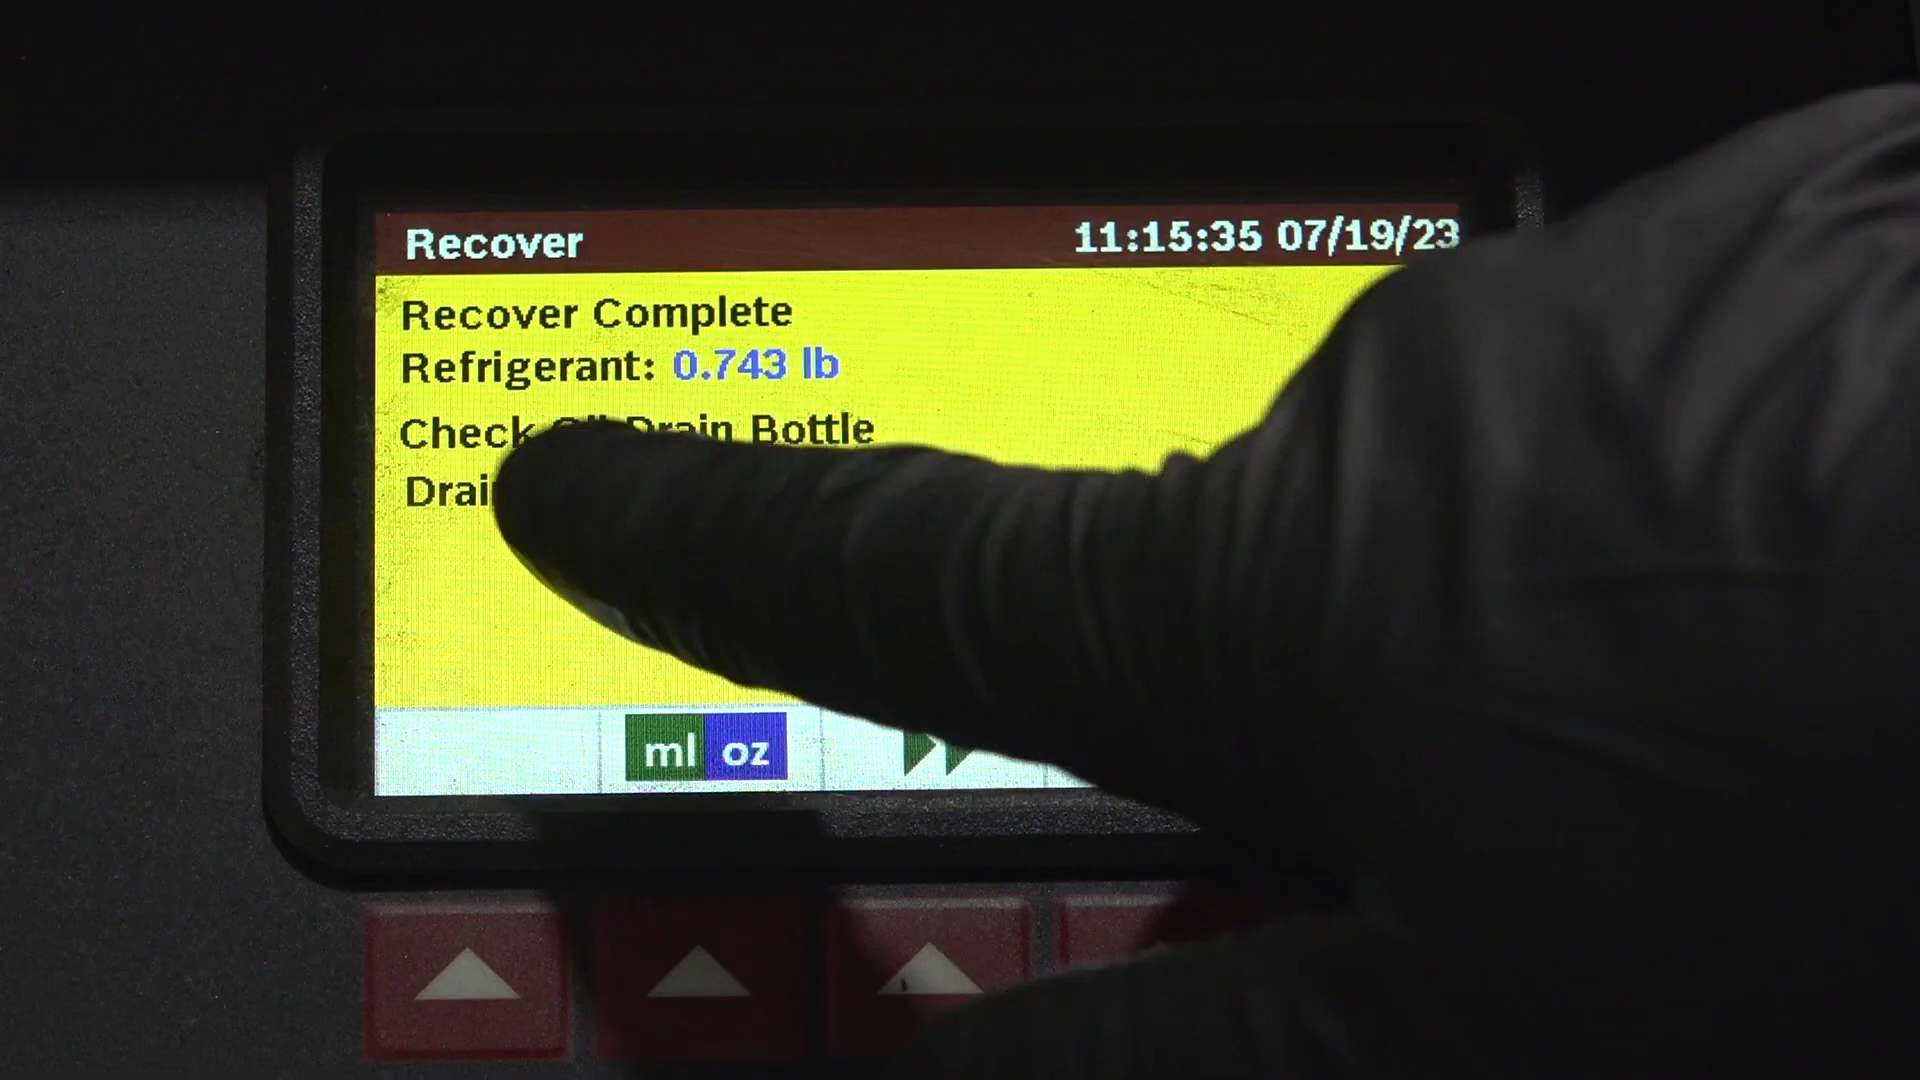 Recover
11:15:35 07/19/23
Recover Complete
Refrigerant: 0.743 lb
Check Oil Drain Bottle
ml oz